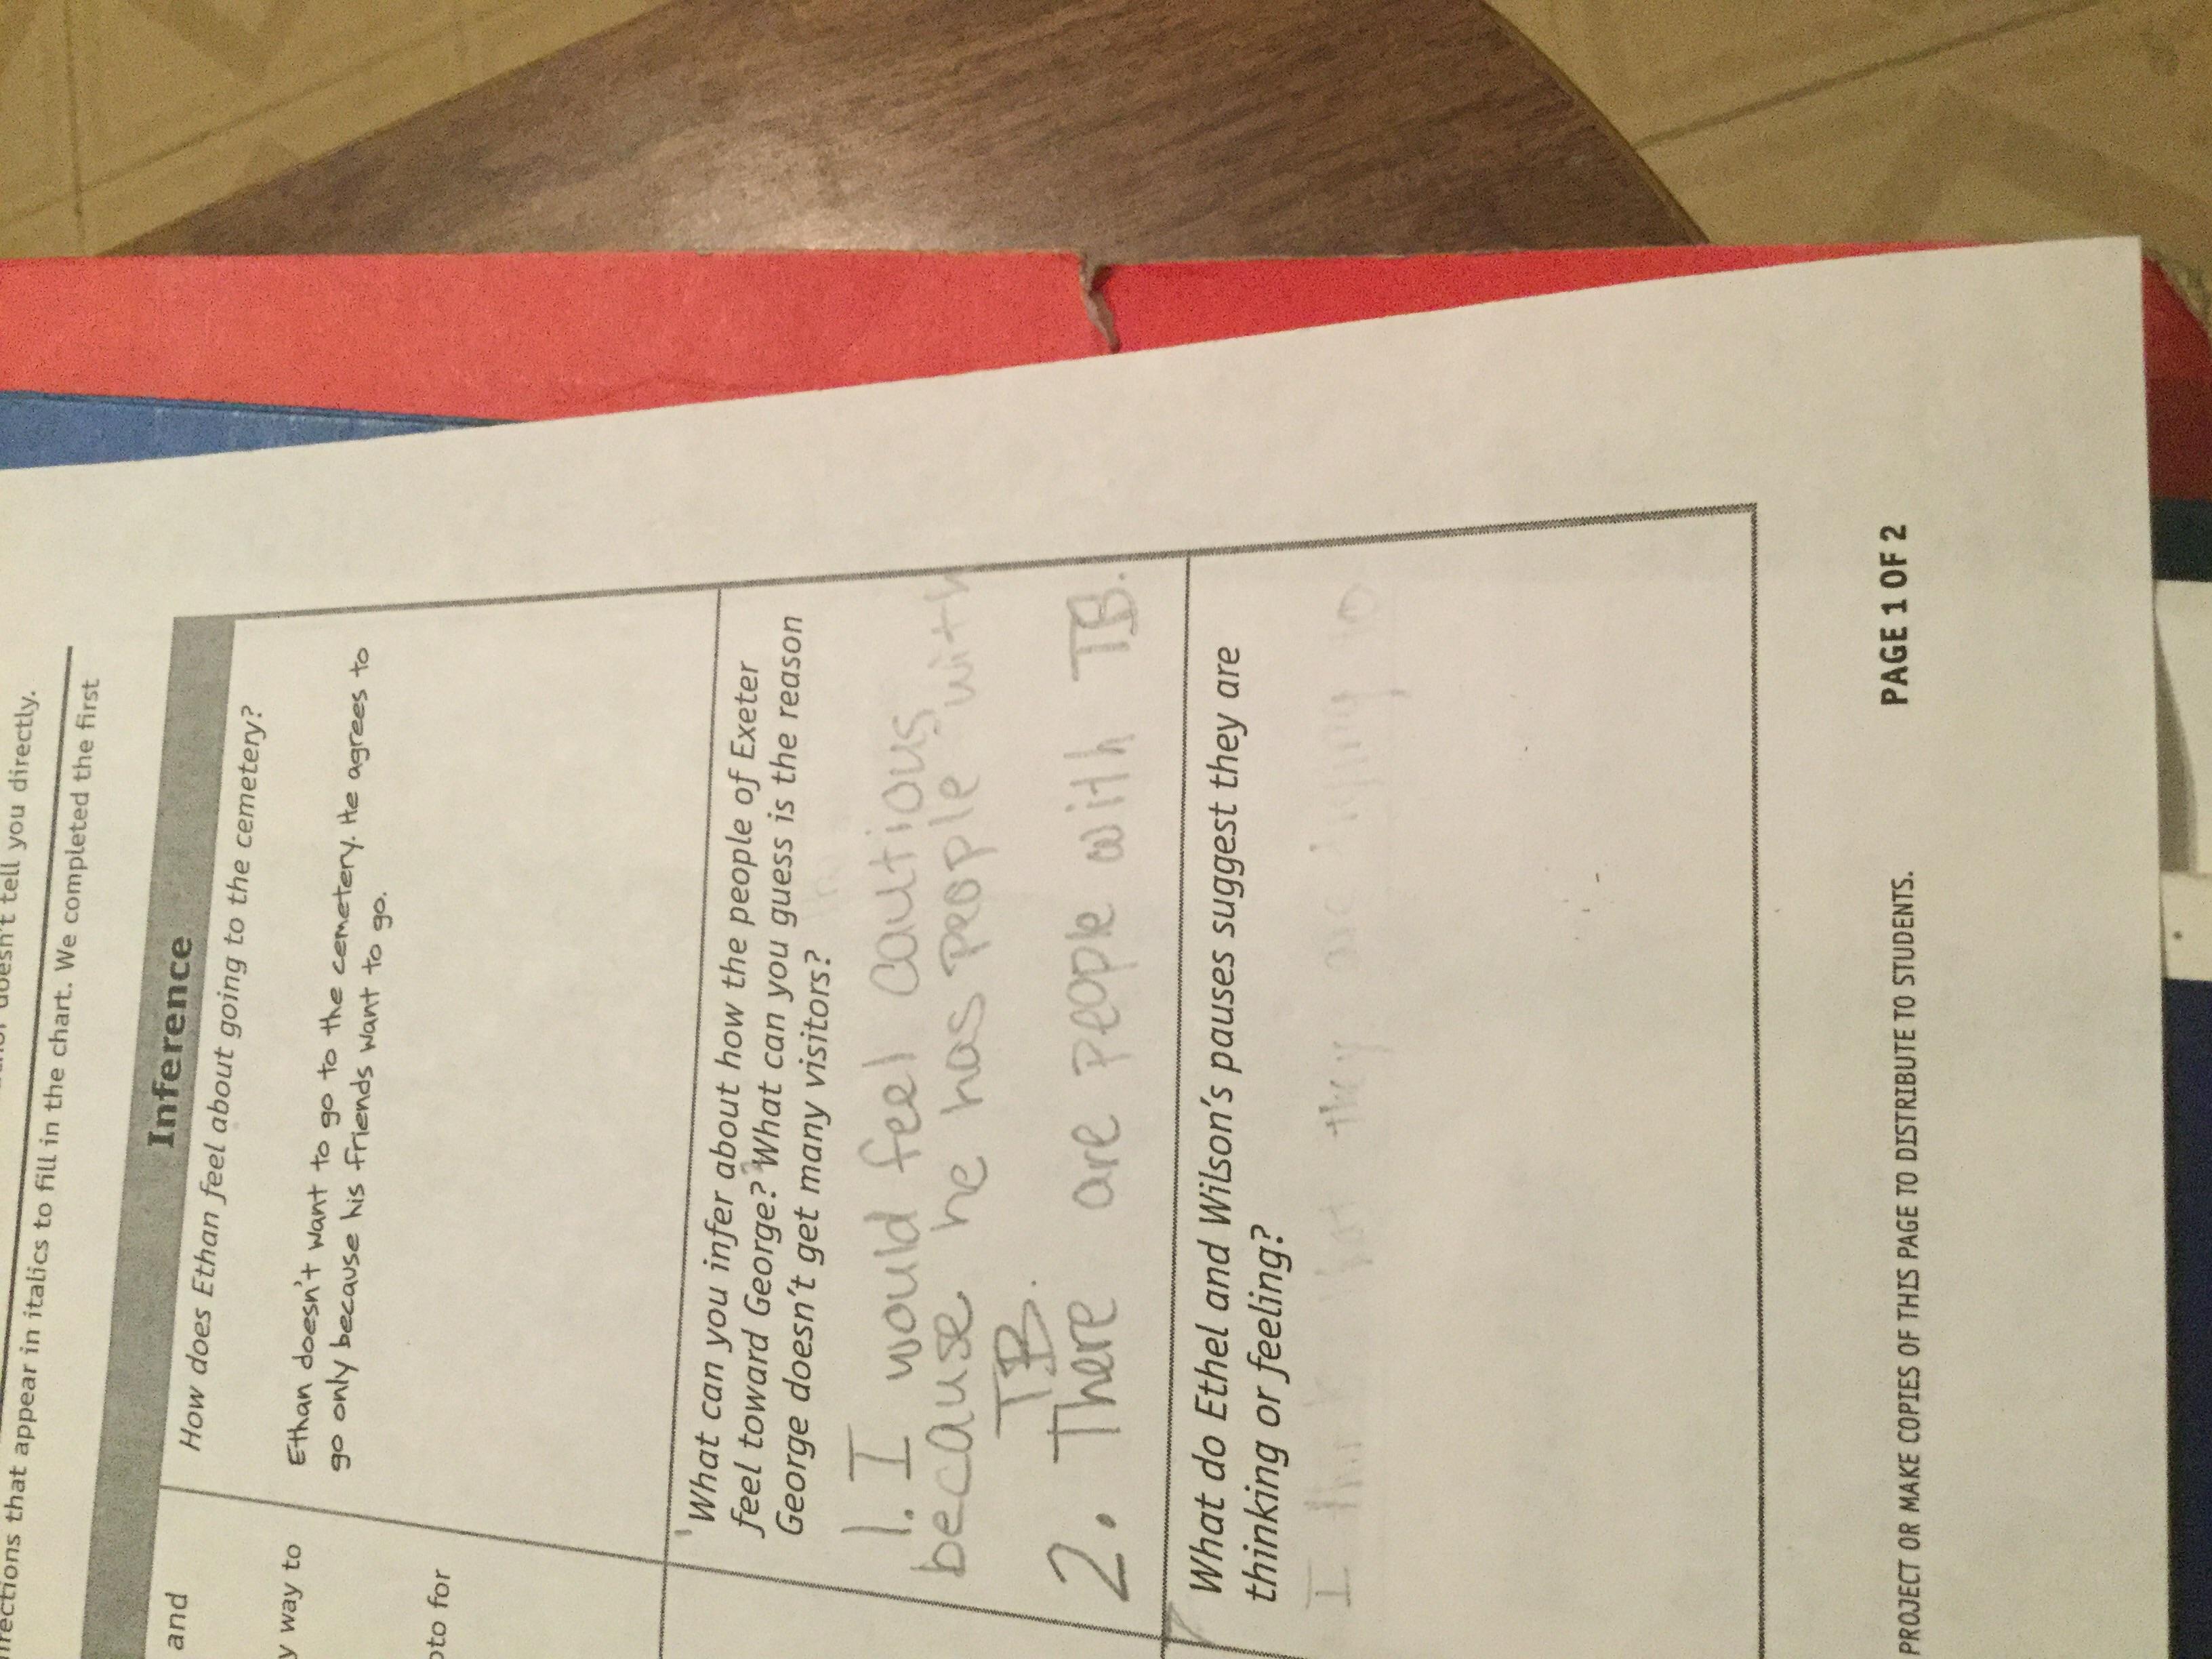 doesn't tell you directly.
rections that appear in italics to fill in the chart. We completed the first
Inference
and
How does Ethan feel about going to the cemetery?
y way to
Ethan doesn't want to go to the cemetery. He agrees to
go only because his friends want to go.
oto for
What can you infer about how the people of Exeter
feel toward George? What can you guess is the reason
George doesn't get many visitors?
1. I would feel cautious
because he has people with
TB.
2. There are people with TB.
What do Ethel and Wilson's pauses suggest they are
thinking or feeling?
I think that they are trying to
PROJECT OR MAKE COPIES OF THIS PAGE TO DISTRIBUTE TO STUDENTS.
PAGE 1 OF 2